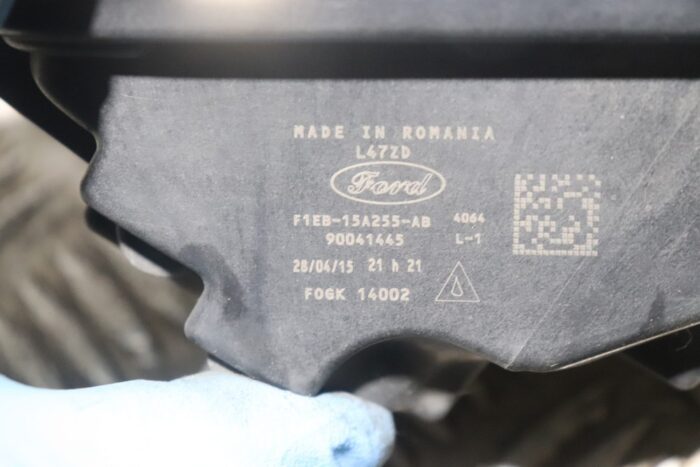 MADE IN ROMANIA
L47ZD
Ford
F1EB-15A255-AB 4064
90041445 L-1
28/04/15 21 h 21
FOGK 14002